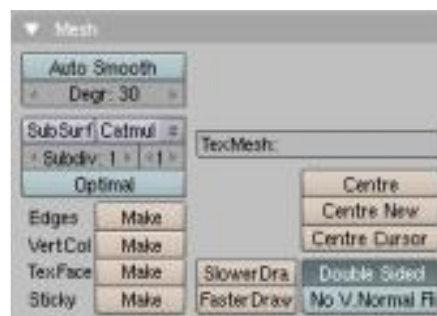 Mesh
Auto Smooth
Degr: 30
SubSurf Catmul
Subdiv: 1 1
TexMesh:
Optimal
Centre
Edges Make
Centre New
VertCol Make
Centre Cursor
TexFace Make
SlowerDra
Double Sided
Sticky Make
FasterDraw
No V.Normal Fli